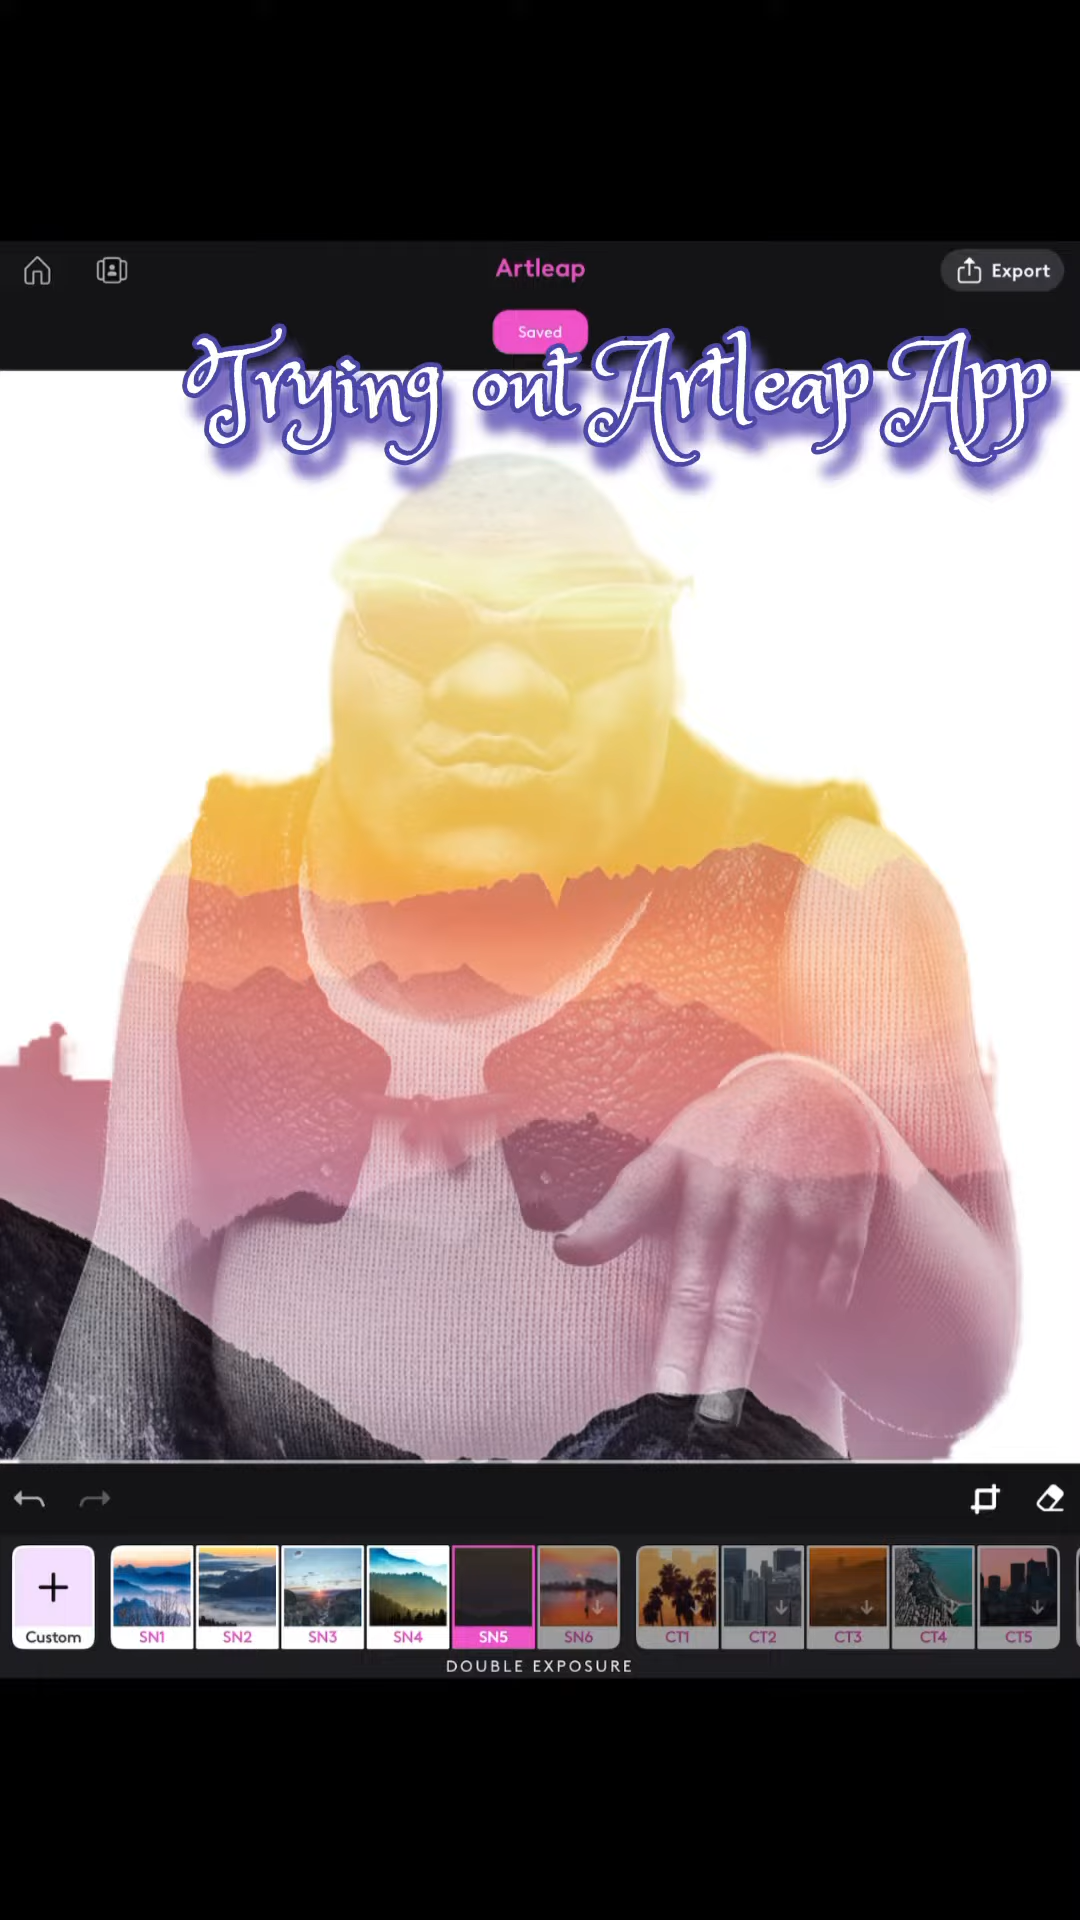 Artleap
Export
Saved
Trying out Artleap App
Custom
SN1
SN2
SN3
SN4
SN5
SN6
CT1
CT2
CT3
CT4
CT5
DOUBLE EXPOSURE